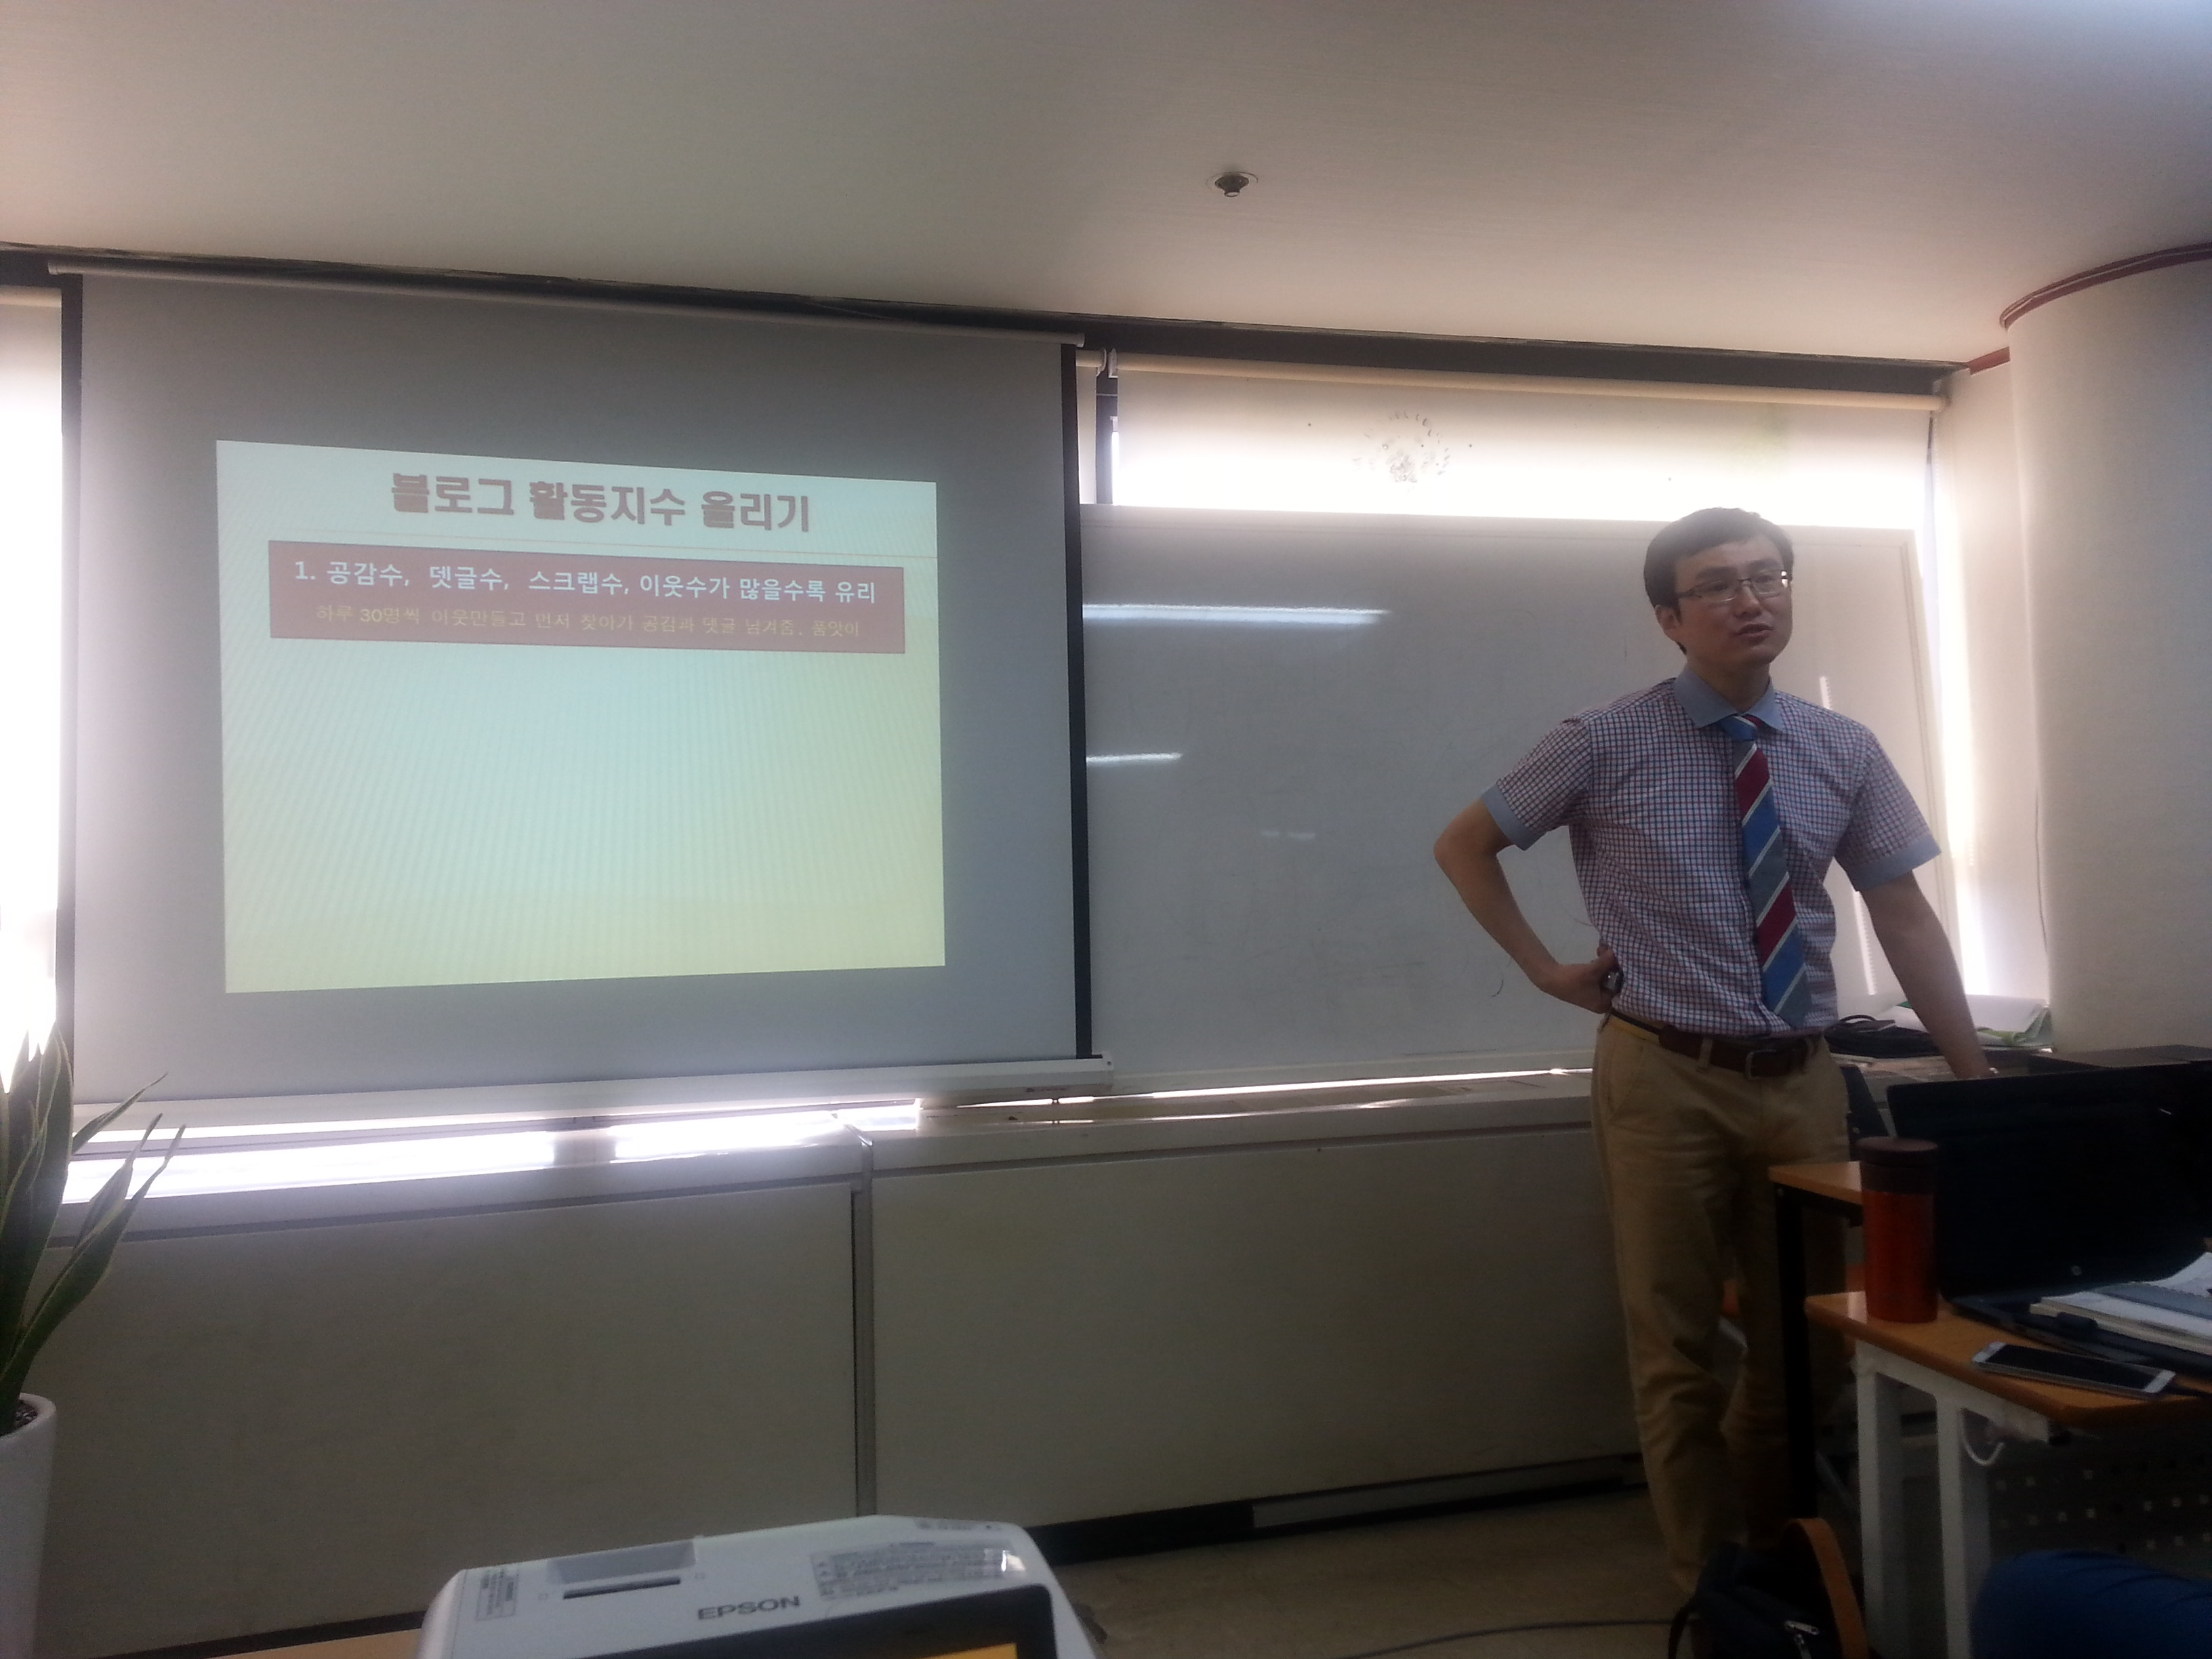 블로그 활동지수 올리기
1. 공감수, 뎃글수, 스크랩수, 이웃수가 많을수록 유리
하루 30명씩 이웃만들고 먼저 찾아가 공감과 댓글 남겨줌. 품앗이
EPSON